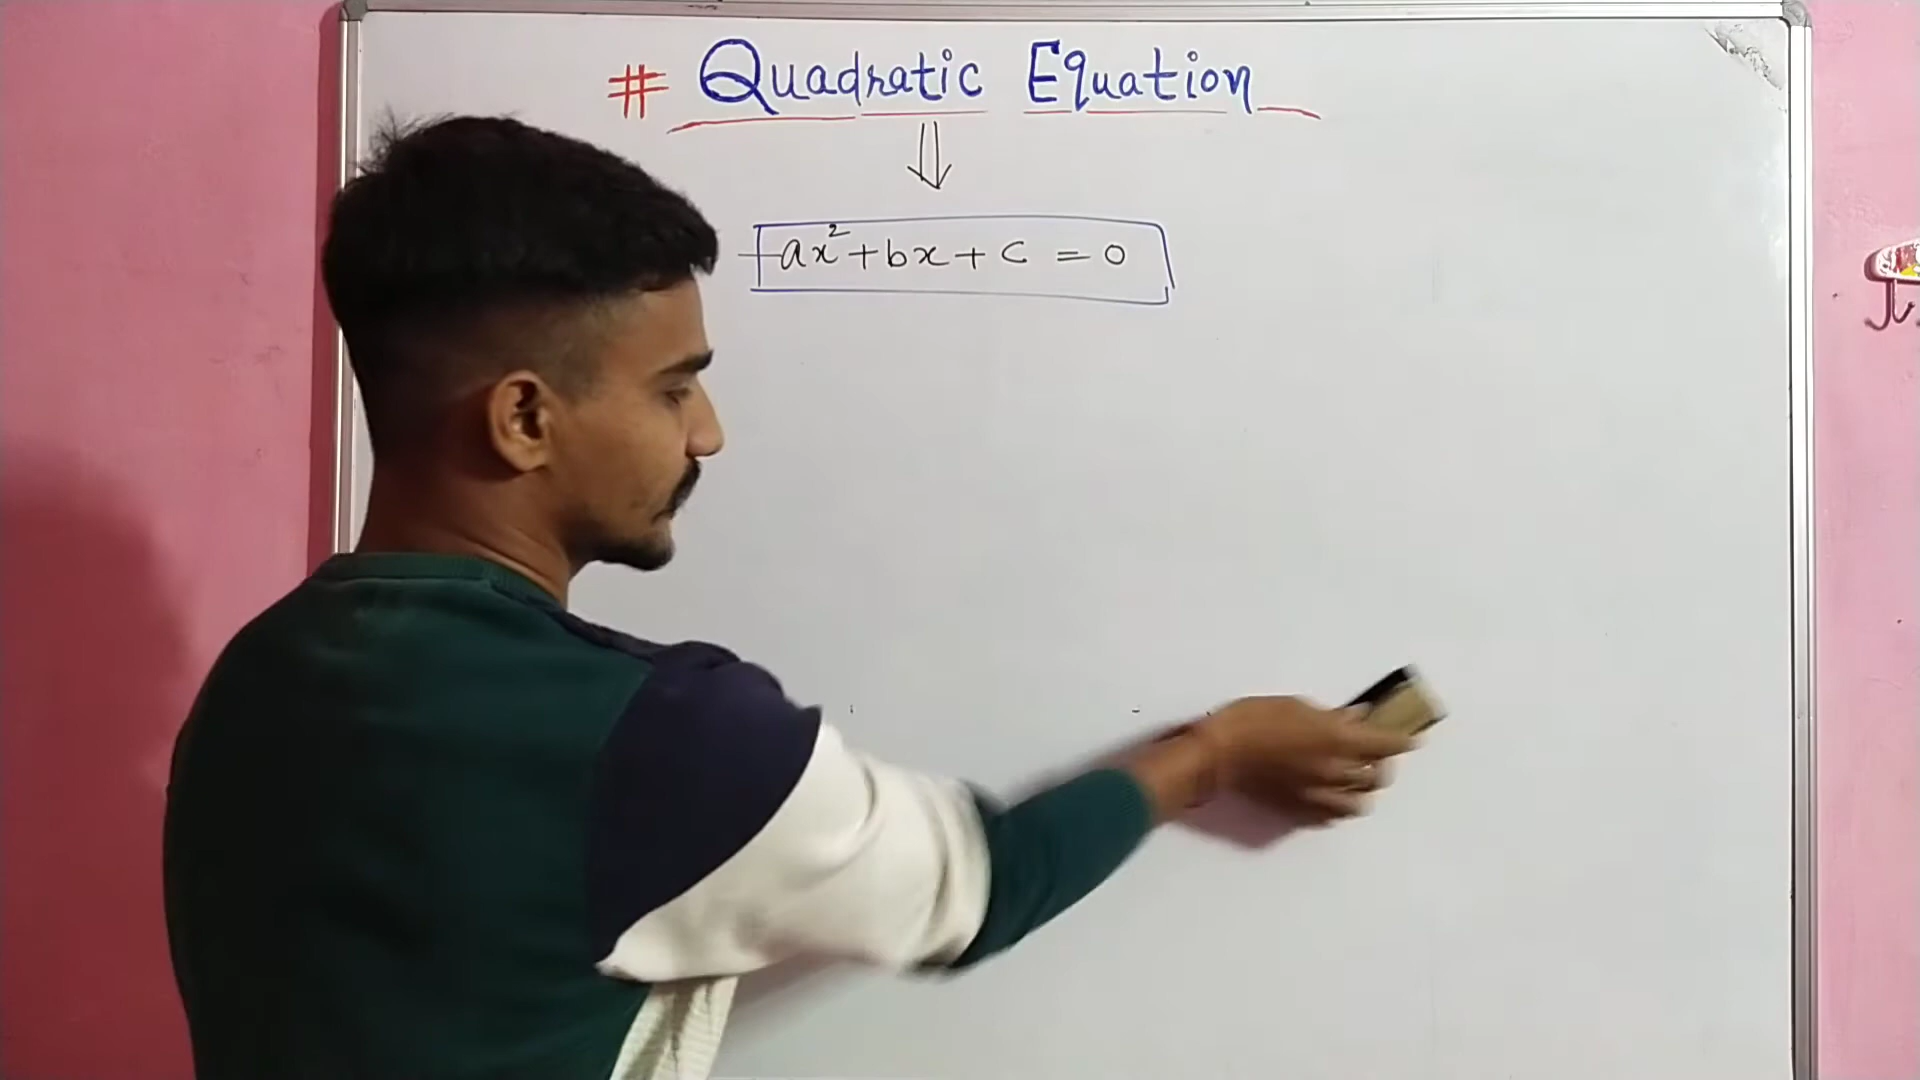 # Quadratic Equation
ax²+bx+c = 0